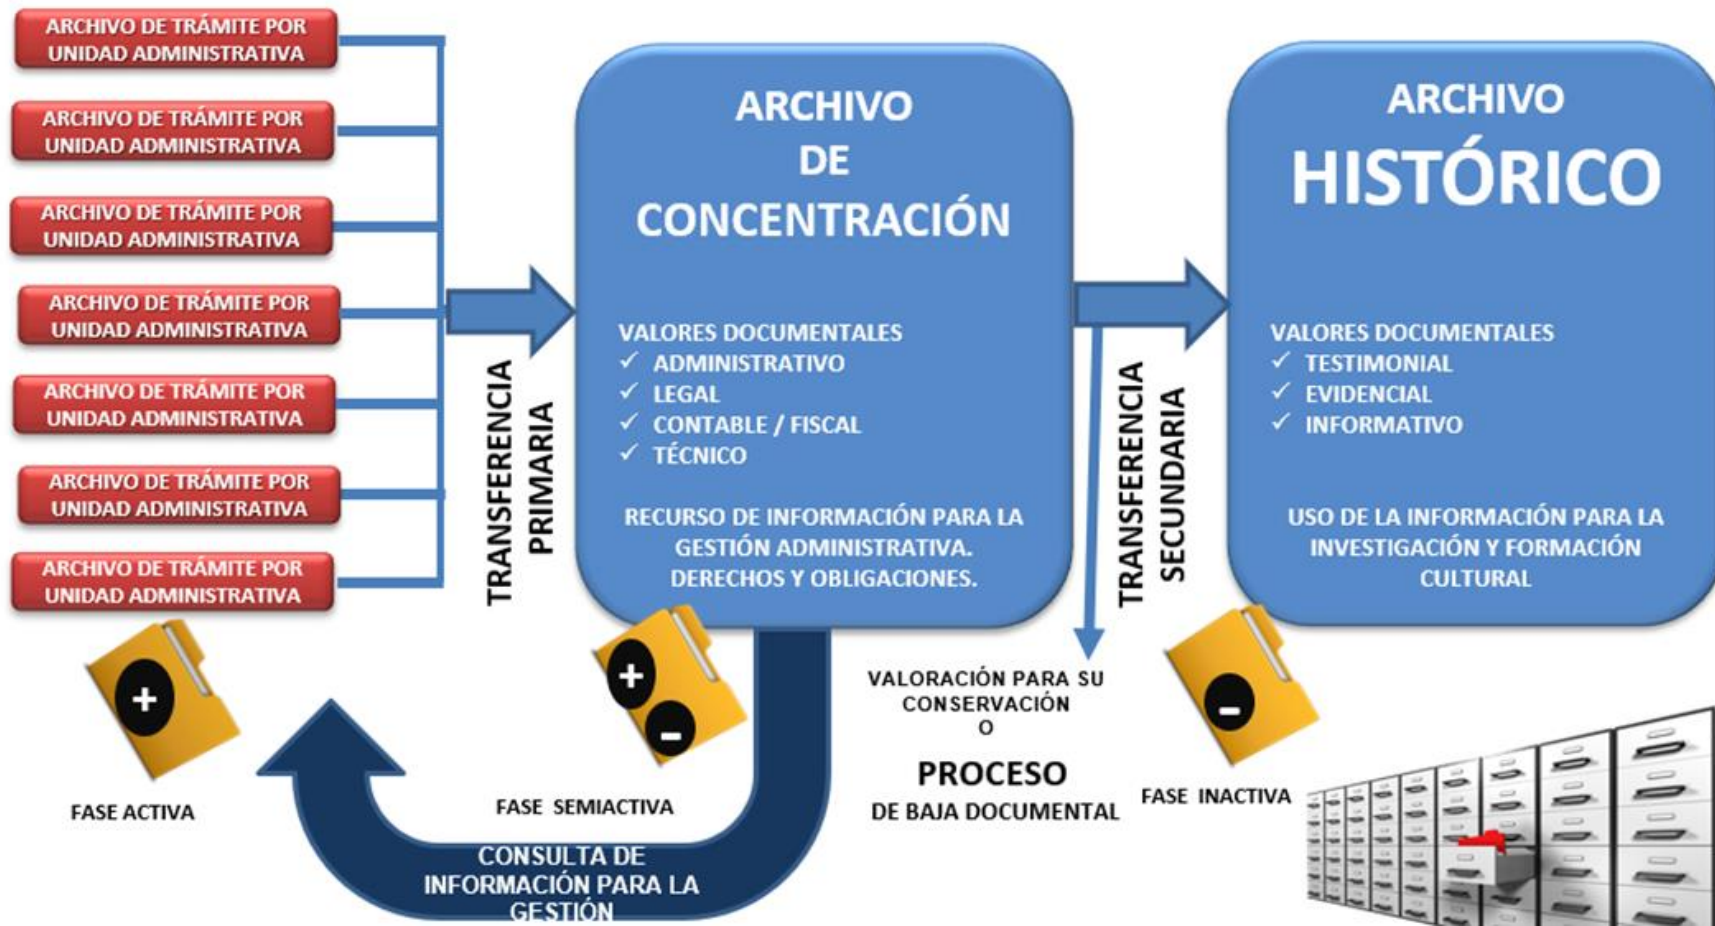 ARCHIVO DE TRÁMITE POR
UNIDAD ADMINISTRATIVA
ARCHIVO DE TRÁMITE POR
UNIDAD ADMINISTRATIVA
ARCHIVO DE TRÁMITE POR
UNIDAD ADMINISTRATIVA
ARCHIVO DE TRÁMITE POR
UNIDAD ADMINISTRATIVA
ARCHIVO DE TRÁMITE POR
UNIDAD ADMINISTRATIVA
ARCHIVO DE TRÁMITE POR
UNIDAD ADMINISTRATIVA
ARCHIVO DE TRÁMITE POR
UNIDAD ADMINISTRATIVA
+
FASE ACTIVA
TRANSFERENCIA
PRIMARIA
ARCHIVO
DE
CONCENTRACIÓN
VALORES DOCUMENTALES
✓ ADMINISTRATIVO
✓ LEGAL
✓ CONTABLE / FISCAL
✓ TÉCNICO
RECURSO DE INFORMACIÓN PARA LA
GESTIÓN ADMINISTRATIVA.
DERECHOS Y OBLIGACIONES.
+
-
FASE SEMIACTIVA
CONSULTA DE
INFORMACIÓN PARA LA
GESTIÓN
TRANSFERENCIA
SECUNDARIA
VALORACIÓN PARA SU
CONSERVACIÓN
O
PROCESO
DE BAJA DOCUMENTAL
ARCHIVO
HISTÓRICO
VALORES DOCUMENTALES
✓ TESTIMONIAL
✓ EVIDENCIAL
✓ INFORMATIVO
USO DE LA INFORMACIÓN PARA LA
INVESTIGACIÓN Y FORMACIÓN
CULTURAL
-
FASE INACTIVA